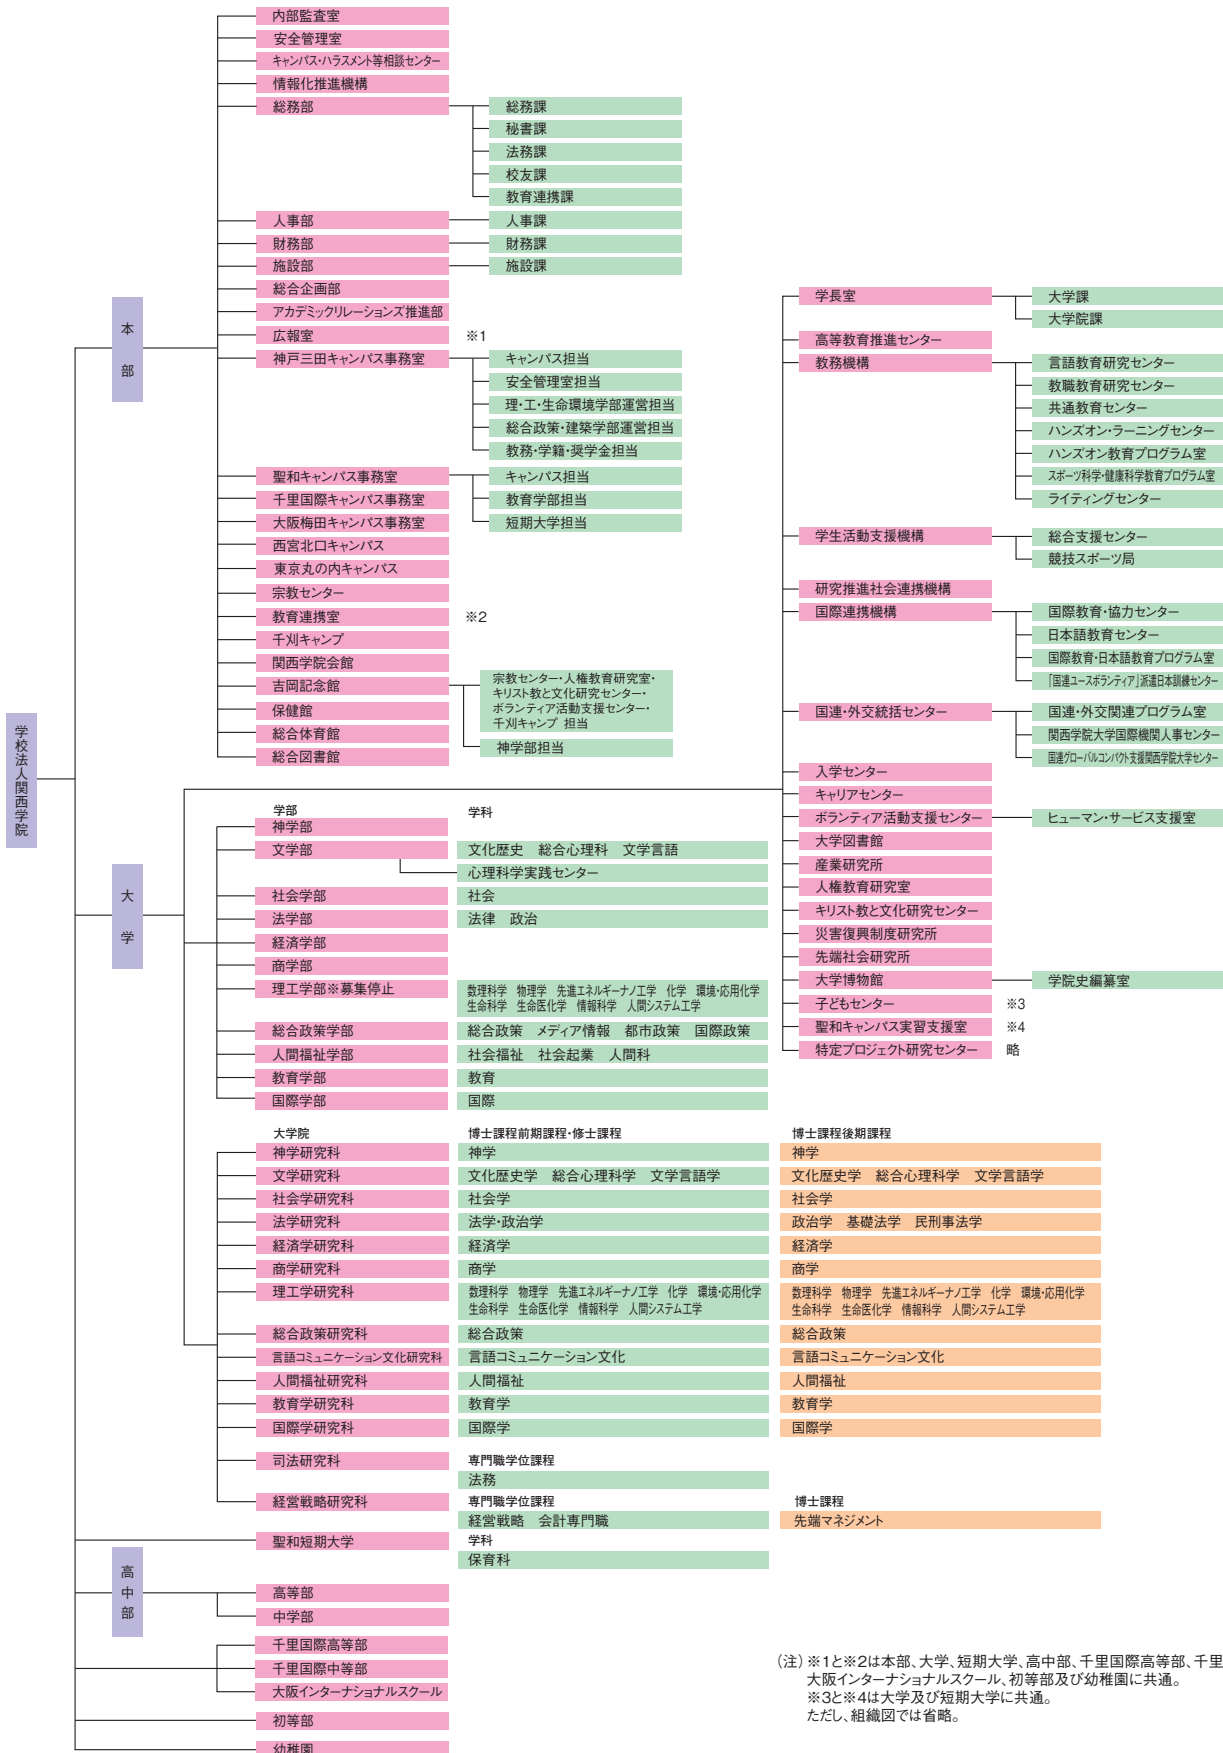 学校法人関西学院
本部
内部監査室
安全管理室
キャンパス・ハラスメント等相談センター
情報化推進機構
総務部
総務課
秘書課
法務課
校友課
教育連携課
人事部
人事課
財務部
財務課
施設部
施設課
総合企画部
アカデミックリレーションズ推進部
広報室 ※1
神戸三田キャンパス事務室
キャンパス担当
安全管理室担当
理・工・生命環境学部運営担当
総合政策・建築学部運営担当
教務・学籍・奨学金担当
聖和キャンパス事務室
キャンパス担当
教育学部担当
短期大学担当
千里国際キャンパス事務室
大阪梅田キャンパス事務室
西宮北口キャンパス
東京丸の内キャンパス
宗教センター
教育連携室 ※2
千刈キャンプ
関西学院会館
吉岡記念館
宗教センター・人権教育研究室・
キリスト教と文化研究センター・
ボランティア活動支援センター・
千刈キャンプ 担当
神学部担当
保健館
総合体育館
総合図書館
大学
学長室
大学課
大学院課
高等教育推進センター
教務機構
言語教育研究センター
教職教育研究センター
共通教育センター
ハンズオン・ラーニングセンター
ハンズオン教育プログラム室
スポーツ科学・健康科学教育プログラム室
ライティングセンター
学生活動支援機構
総合支援センター
競技スポーツ局
研究推進社会連携機構
国際連携機構
国際教育・協力センター
日本語教育センター
国際教育・日本語教育プログラム室
「国連ユースボランティア」派遣日本訓練センター
国連・外交統括センター
国連・外交関連プログラム室
関西学院大学国際機関人事センター
国連グローバルコンパクト支援関西学院大学センター
入学センター
キャリアセンター
ボランティア活動支援センター
ヒューマン・サービス支援室
大学図書館
産業研究所
人権教育研究室
キリスト教と文化研究センター
災害復興制度研究所
先端社会研究所
大学博物館
学院史編纂室
子どもセンター ※3
聖和キャンパス実習支援室 ※4
特定プロジェクト研究センター 略
学部 学科
神学部
文学部 文化歴史 総合心理科 文学言語
心理科学実践センター
社会学部 社会
法学部 法律 政治
経済学部
商学部
理工学部※募集停止 数理科学 物理学 先進エネルギーナノ工学 化学 環境・応用化学
生命科学 生命医化学 情報科学 人間システム工学
総合政策学部 総合政策 メディア情報 都市政策 国際政策
人間福祉学部 社会福祉 社会起業 人間科
教育学部 教育
国際学部 国際
大学院 博士課程前期課程・修士課程 博士課程後期課程
神学研究科 神学 神学
文学研究科 文化歴史学 総合心理科学 文学言語学 文化歴史学 総合心理科学 文学言語学
社会学研究科 社会学 社会学
法学研究科 法学・政治学 政治学 基礎法学 民刑事法学
経済学研究科 経済学 経済学
商学研究科 商学 商学
理工学研究科 数理科学 物理学 先進エネルギーナノ工学 化学 環境・応用化学 数理科学 物理学 先進エネルギーナノ工学 化学 環境・応用化学
生命科学 生命医化学 情報科学 人間システム工学 生命科学 生命医化学 情報科学 人間システム工学
総合政策研究科 総合政策 総合政策
言語コミュニケーション文化研究科 言語コミュニケーション文化 言語コミュニケーション文化
人間福祉研究科 人間福祉 人間福祉
教育学研究科 教育学 教育学
国際学研究科 国際学 国際学
司法研究科 専門職学位課程
法務
経営戦略研究科 専門職学位課程 博士課程
経営戦略 会計専門職 先端マネジメント
聖和短期大学 学科
保育科
高中部
高等部
中学部
千里国際高等部
千里国際中等部
大阪インターナショナルスクール
初等部
幼稚園
(注)※1と※2は本部、大学、短期大学、高中部、千里国際高等部、千里
大阪インターナショナルスクール、初等部及び幼稚園に共通。
※3と※4は大学及び短期大学に共通。
ただし、組織図では省略。